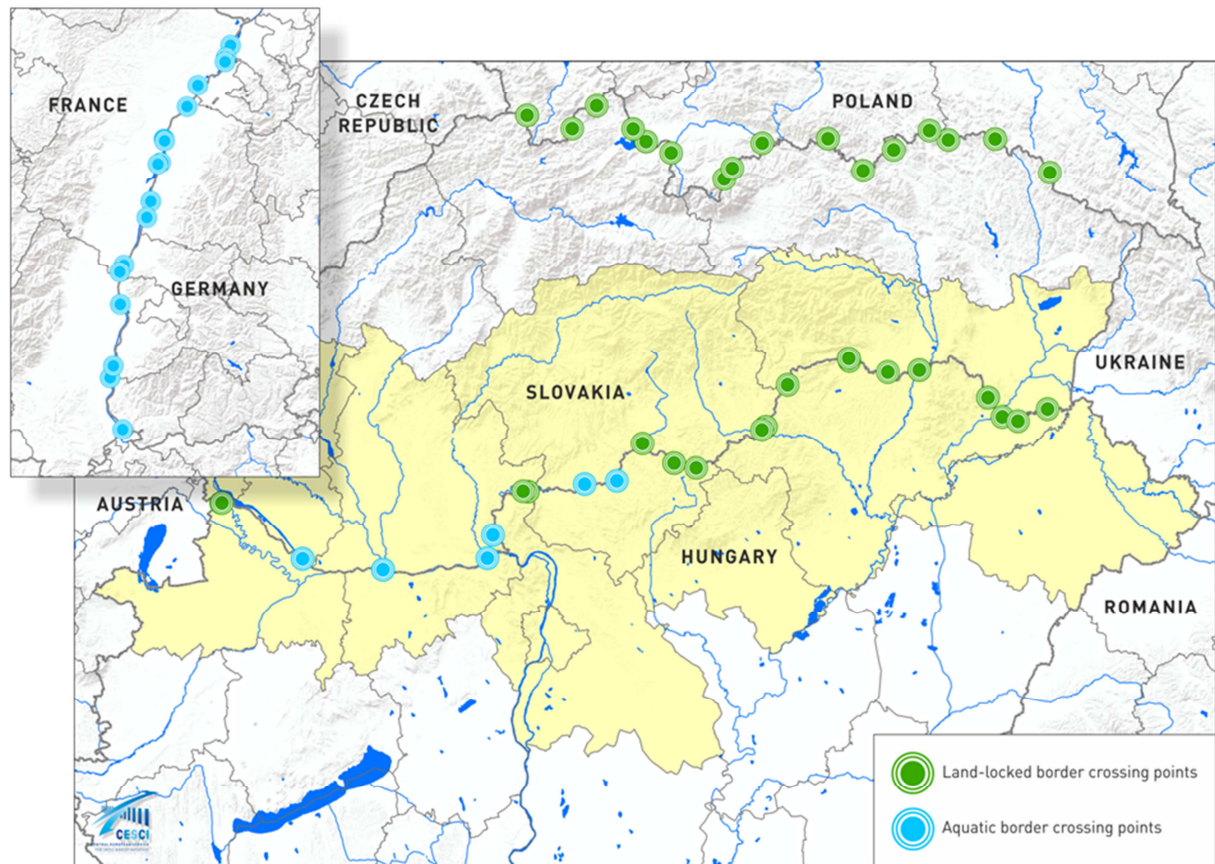 FRANCE
GERMANY
CZECH
REPUBLIC
POLAND
SLOVAKIA
UKRAINE
AUSTRIA
HUNGARY
ROMANIA
Land-locked border crossing points
Aquatic border crossing points
CESCI